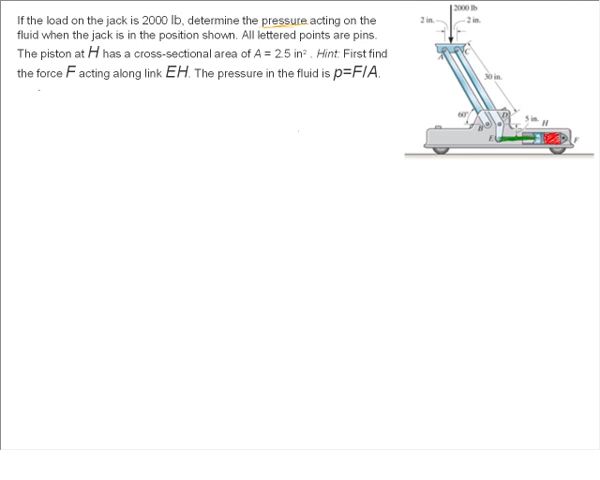 If the load on the jack is 2000 lb, determine the pressure acting on the
fluid when the jack is in the position shown. All lettered points are pins.
The piston at H has a cross-sectional area of A = 2.5 in². Hint: First find
the force F acting along link EH. The pressure in the fluid is p=F/A.
2000 lb
2 in.
2 in.
A
C
30 in.
60°
D
5 in.
H
B
E
F